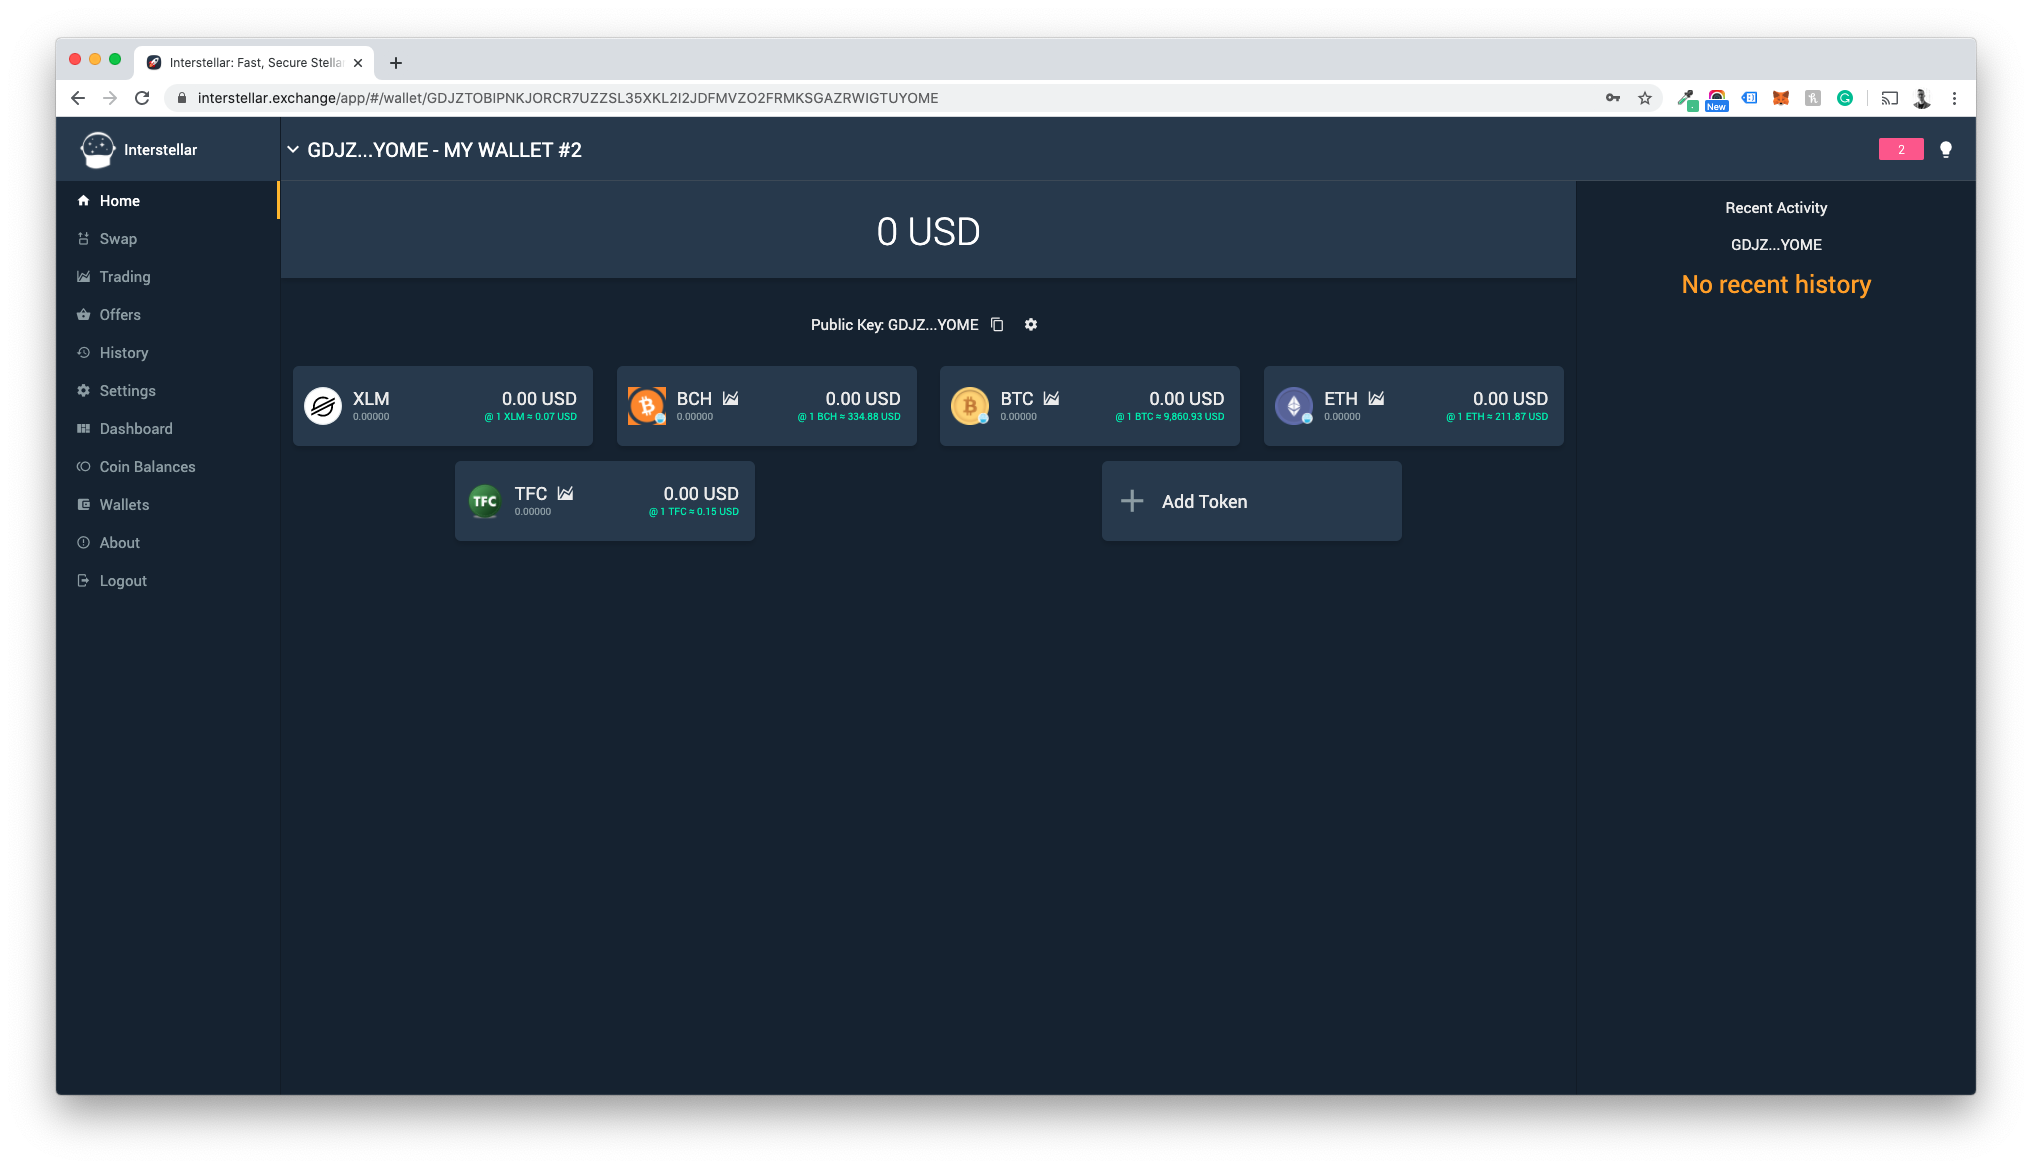 Interstellar: Fast, Secure Stella
interstellar.exchange/app/#/wallet/GDJZTOBIPNKJORCR7UZZSL35XKL2I2JDFMVZO2FRMKSGAZRWIGTUYOME
New
Interstellar
GDJZ...YOME - MY WALLET #2
2
Home
Swap
Trading
Offers
History
Settings
Dashboard
Coin Balances
Wallets
About
Logout
0 USD
Public Key: GDJZ...YOME
XLM 0.00 USD
0.00000 @ 1 XLM ≈ 0.07 USD
BCH 0.00 USD
0.00000 @ 1 BCH ≈ 334.88 USD
BTC 0.00 USD
0.00000 @ 1 BTC ≈ 9,860.93 USD
ETH 0.00 USD
0.00000 @ 1 ETH ≈ 211.87 USD
TFC TFC 0.00 USD
0.00000 @ 1 TFC ≈ 0.15 USD
Add Token
Recent Activity
GDJZ...YOME
No recent history